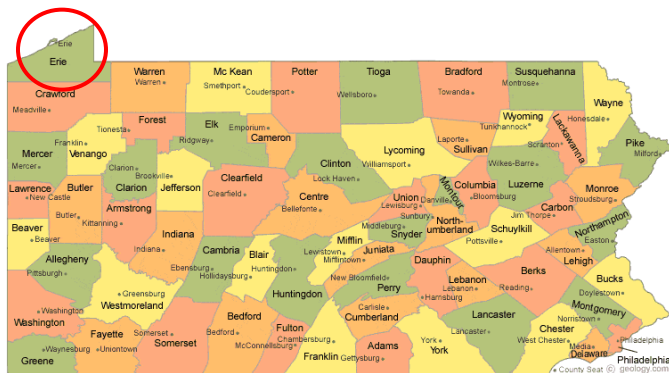 Erie
Erie
Warren
Warren
Mc Kean
Smethport
Coudersport
Potter
Tioga
Wellsboro
Bradford
Towanda
Susquehanna
Montrose
Wayne
Honesdale
Crawford
Meadville
Forest
Tionesta
Elk
Ridgway
Emporium
Cameron
Lycoming
Williamsport
Laporte
Sullivan
Wyoming
Tunkhannock
Lackawanna
Scranton
Pike
Milford
Mercer
Mercer
Franklin
Venango
Clarion
Clarion
Brookville
Jefferson
Clearfield
Clearfield
Clinton
Lock Haven
Wilkes-Barre
Luzerne
Columbia
Bloomsburg
Montour
Danville
Monroe
Stroudsburg
Lawrence
New Castle
Butler
Butler
Kittanning
Armstrong
Indiana
Indiana
Centre
Bellefonte
Union
Lewisburg
Sunbury
Middleburg
Snyder
North-
umberland
Carbon
Jim Thorpe
Schuylkill
Pottsville
Northampton
Easton
Allentown
Lehigh
Beaver
Beaver
Allegheny
Pittsburgh
Cambria
Ebensburg
Hollidaysburg
Blair
Huntingdon
Huntingdon
Mifflin
Lewistown
Mifflintown
Juniata
New Bloomfield
Perry
Dauphin
Harrisburg
Lebanon
Lebanon
Berks
Reading
Bucks
Doylestown
Montgomery
Norristown
Greensburg
Westmoreland
Washington
Washington
Fayette
Uniontown
Somerset
Somerset
Bedford
Bedford
Fulton
McConnellsburg
Chambersburg
Franklin
Gettysburg
Adams
Carlisle
Cumberland
York
York
Lancaster
Lancaster
Chester
West Chester
Media
Delaware
Philadelphia
Philadelphia
Waynesburg
Greene
County Seat © geology.com